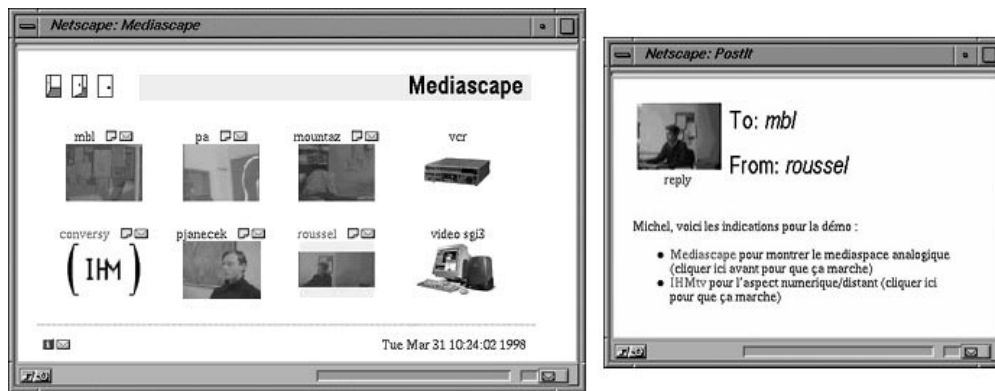 Netscape: Mediascape
Mediascape
mbl
pa
mountaz
vcr
conversy
pjanecek
roussel
video sgi3
(IHM)
Tue Mar 31 10:24:02 1998
Netscape: PostIt
To: mbl
From: roussel
reply
Michel, voici les indications pour la démo :
• Mediascape pour montrer le mediaspace analogique
(cliquer ici avant pour que ça marche)
• IHMtv pour l'aspect numerique/distant (cliquer ici
pour que ça marche)